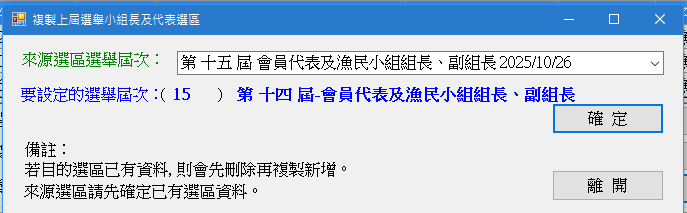 複製上屆選舉小組長及代表選區
來源選區選舉屆次： 第 十五 屆 會員代表及漁民小組組長、副組長 2025/10/26
要設定的選舉屆次：( 15 ) 第 十四 屆-會員代表及漁民小組組長、副組長
確 定
備註：
若目的選區已有資料, 則會先刪除再複製新增。
來源選區請先確定已有選區資料。
離 開